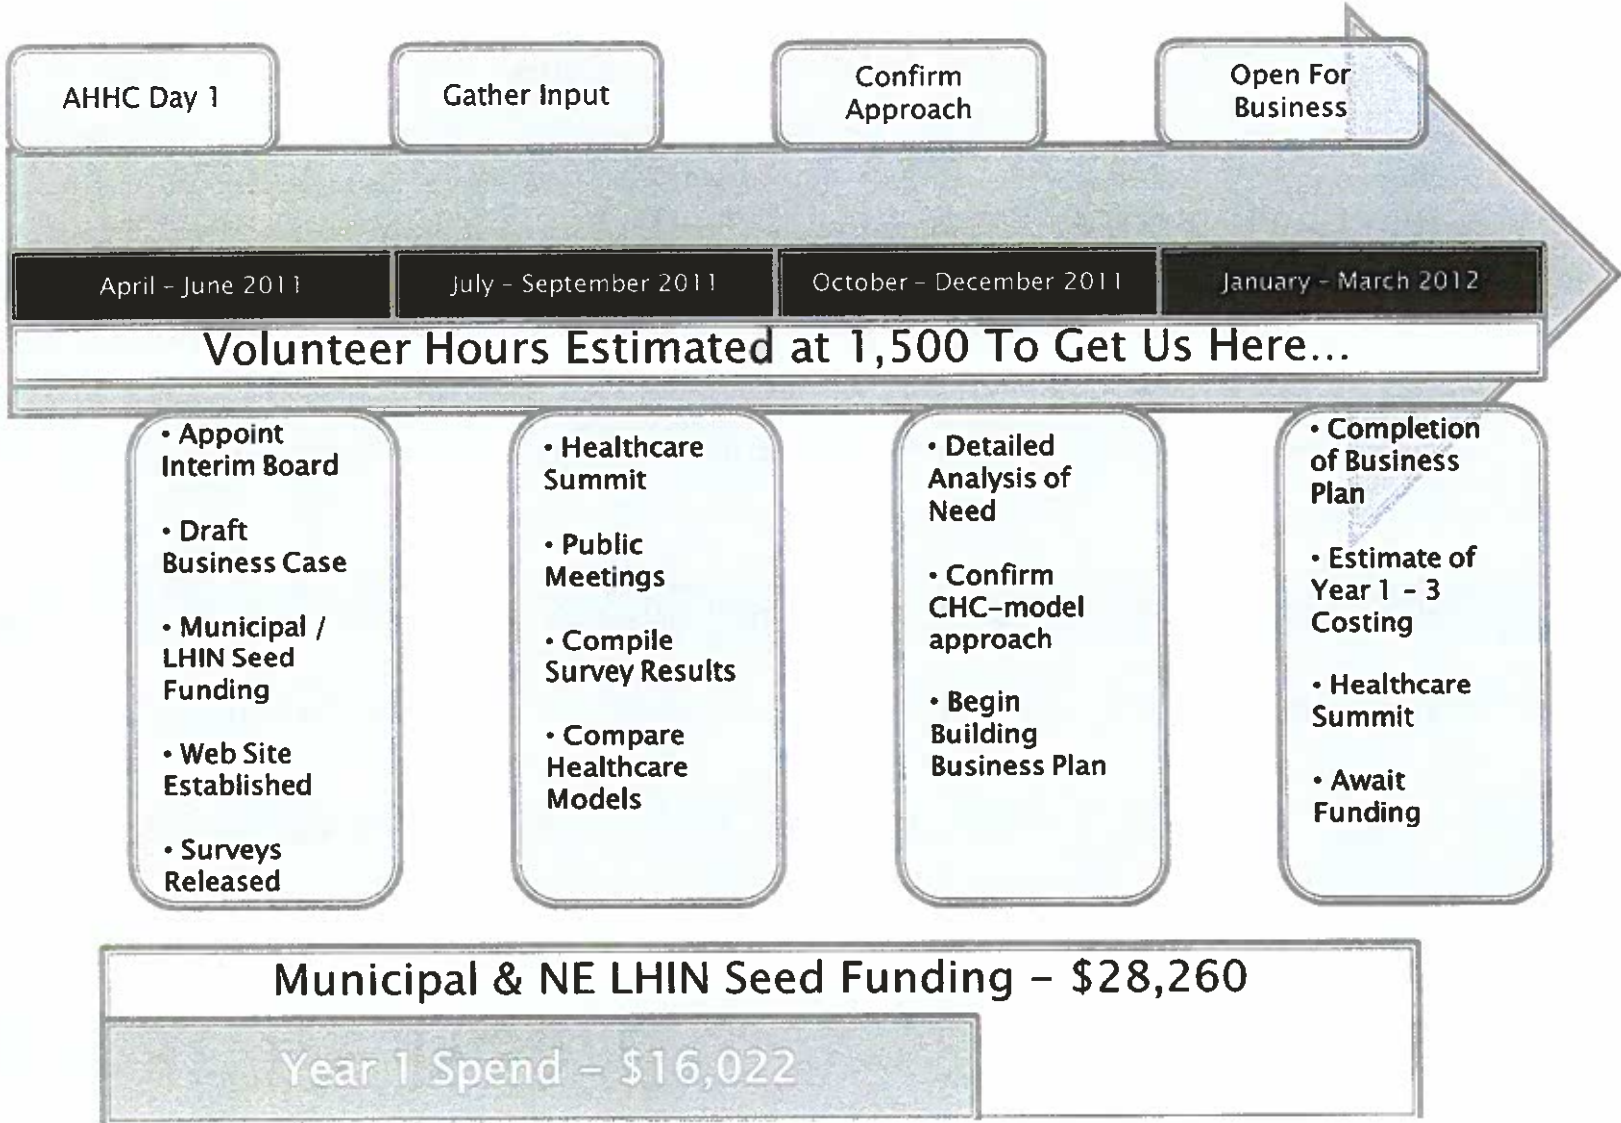 AHHC Day 1
Gather Input
Confirm
Approach
Open For
Business
April – June 2011
July – September 2011
October – December 2011
January – March 2012
Volunteer Hours Estimated at 1,500 To Get Us Here...
• Appoint
Interim Board
• Draft
Business Case
• Municipal /
LHIN Seed
Funding
• Web Site
Established
• Surveys
Released
• Healthcare
Summit
• Public
Meetings
• Compile
Survey Results
• Compare
Healthcare
Models
• Detailed
Analysis of
Need
• Confirm
CHC-model
approach
• Begin
Building
Business Plan
• Completion
of Business
Plan
• Estimate of
Year 1 – 3
Costing
• Healthcare
Summit
• Await
Funding
Municipal & NE LHIN Seed Funding – $28,260
Year 1 Spend – $16,022